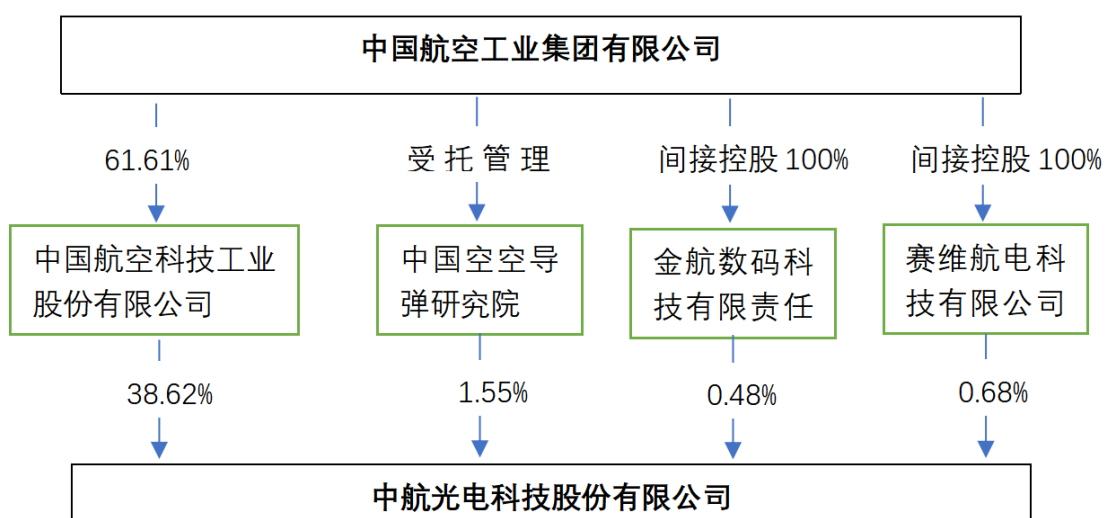 中国航空工业集团有限公司
61.61%
受托管理
间接控股 100%
间接控股 100%
中国航空科技工业
股份有限公司
中国空空导
弹研究院
金航数码科
技有限责任
赛维航电科
技有限公司
38.62%
1.55%
0.48%
0.68%
中航光电科技股份有限公司